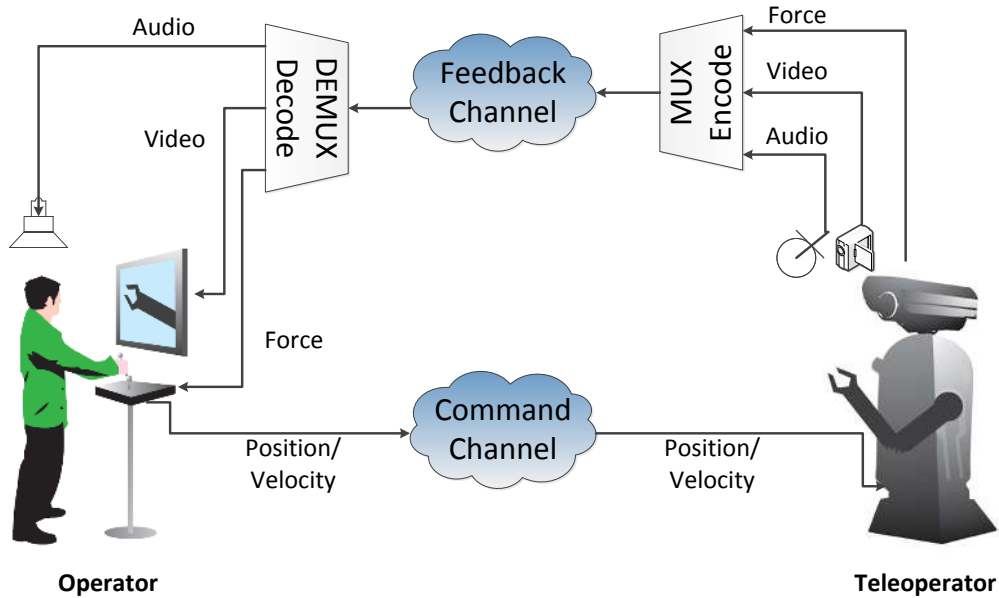 Audio
Force
DEMUX
Decode
Feedback
Channel
MUX
Encode
Video
Video
Audio
Force
Command
Channel
Position/
Velocity
Position/
Velocity
Operator
Teleoperator